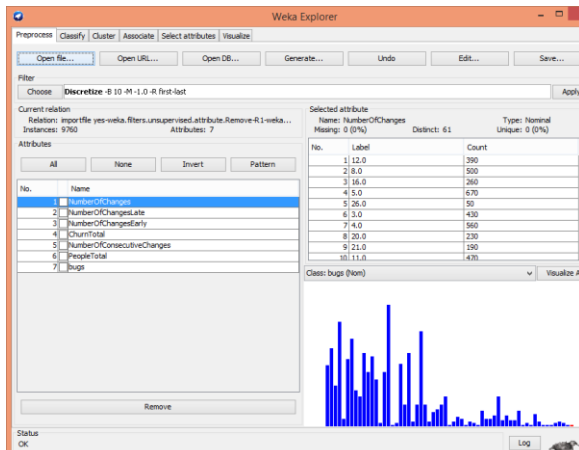 Weka Explorer
Preprocess Classify Cluster Associate Select attributes Visualize
Open file... Open URL... Open DB... Generate... Undo Edit... Save...
Filter
Choose Discretize -B 10 -M -1.0 -R first-last Apply
Current relation
Relation: importfile yes-weka.filters.unsupervised.attribute.Remove-R1-weka...
Instances: 9760 Attributes: 7
Attributes
All None Invert Pattern
No. Name
1 NumberOfChanges
2 NumberOfChangesLate
3 NumberOfChangesEarly
4 ChurnTotal
5 NumberOfConsecutiveChanges
6 PeopleTotal
7 bugs
Remove
Selected attribute
Name: NumberOfChanges Type: Nominal
Missing: 0 (0%) Distinct: 61 Unique: 0 (0%)
No. Label Count
1 12.0 390
2 8.0 500
3 16.0 260
4 5.0 670
5 26.0 50
6 3.0 430
7 4.0 560
8 20.0 230
9 21.0 190
10 11.0 470
Class: bugs (Nom) Visualize A
Status
OK Log